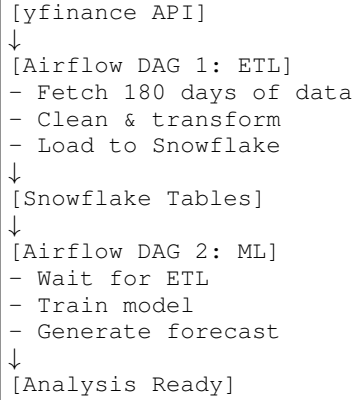 [yfinance API]
↓
[Airflow DAG 1: ETL]
- Fetch 180 days of data
- Clean & transform
- Load to Snowflake
↓
[Snowflake Tables]
↓
[Airflow DAG 2: ML]
- Wait for ETL
- Train model
- Generate forecast
↓
[Analysis Ready]